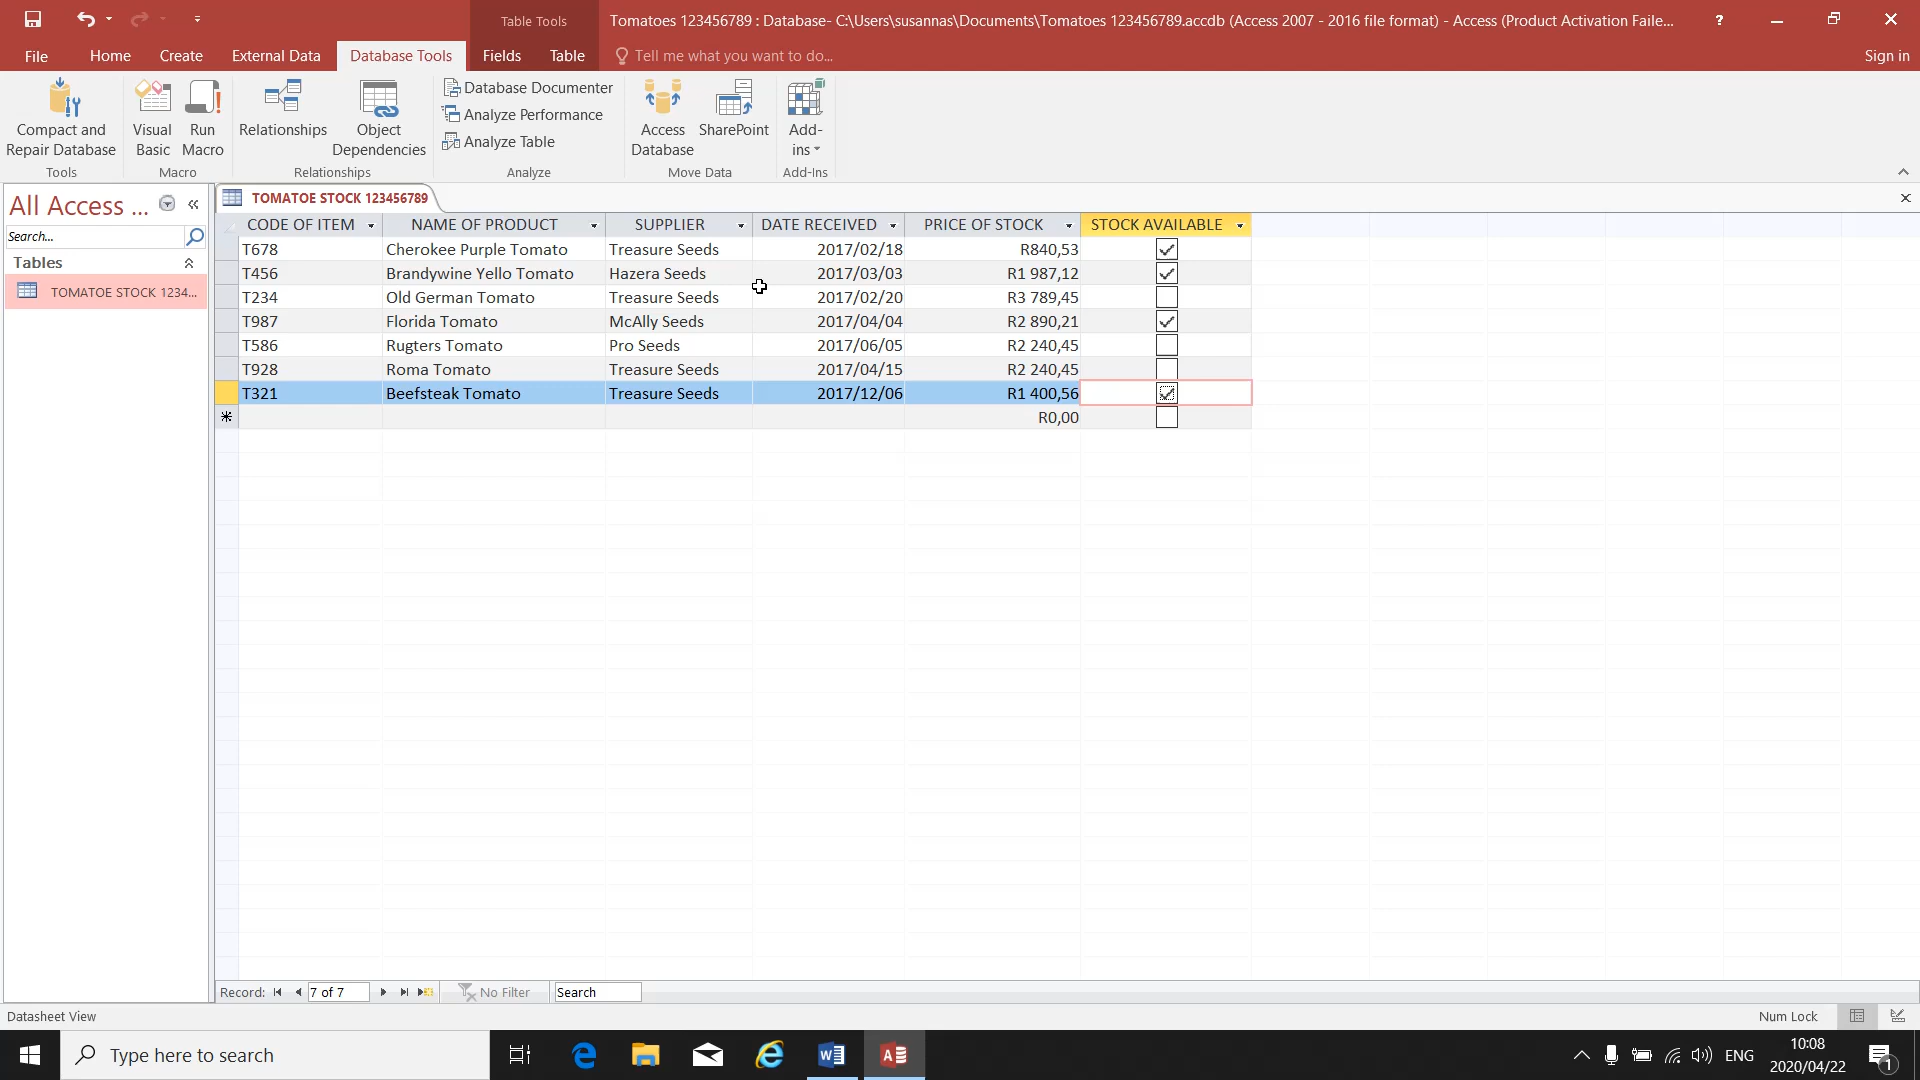 Table Tools
Tomatoes 123456789 : Database- C:\Users\susannas\Documents\Tomatoes 123456789.accdb (Access 2007 - 2016 file format) - Access (Product Activation Faile...
?
File Home Create External Data Database Tools Fields Table Tell me what you want to do... Sign in
Compact and Repair Database
Visual Basic
Run Macro
Relationships
Object Dependencies
Database Documenter
Analyze Performance
Analyze Table
Access Database
SharePoint
Add-ins
Tools Macro Relationships Analyze Move Data Add-Ins
All Access ...
Search...
Tables
TOMATOE STOCK 1234...
TOMATOE STOCK 123456789
CODE OF ITEM NAME OF PRODUCT SUPPLIER DATE RECEIVED PRICE OF STOCK STOCK AVAILABLE
T678 Cherokee Purple Tomato Treasure Seeds 2017/02/18 R840,53
T456 Brandywine Yello Tomato Hazera Seeds 2017/03/03 R1 987,12
T234 Old German Tomato Treasure Seeds 2017/02/20 R3 789,45
T987 Florida Tomato McAlly Seeds 2017/04/04 R2 890,21
T586 Rugters Tomato Pro Seeds 2017/06/05 R2 240,45
T928 Roma Tomato Treasure Seeds 2017/04/15 R2 240,45
T321 Beefsteak Tomato Treasure Seeds 2017/12/06 R1 400,56
R0,00
Record: 7 of 7 No Filter Search
Datasheet View Num Lock
Type here to search
ENG
10:08
2020/04/22
1